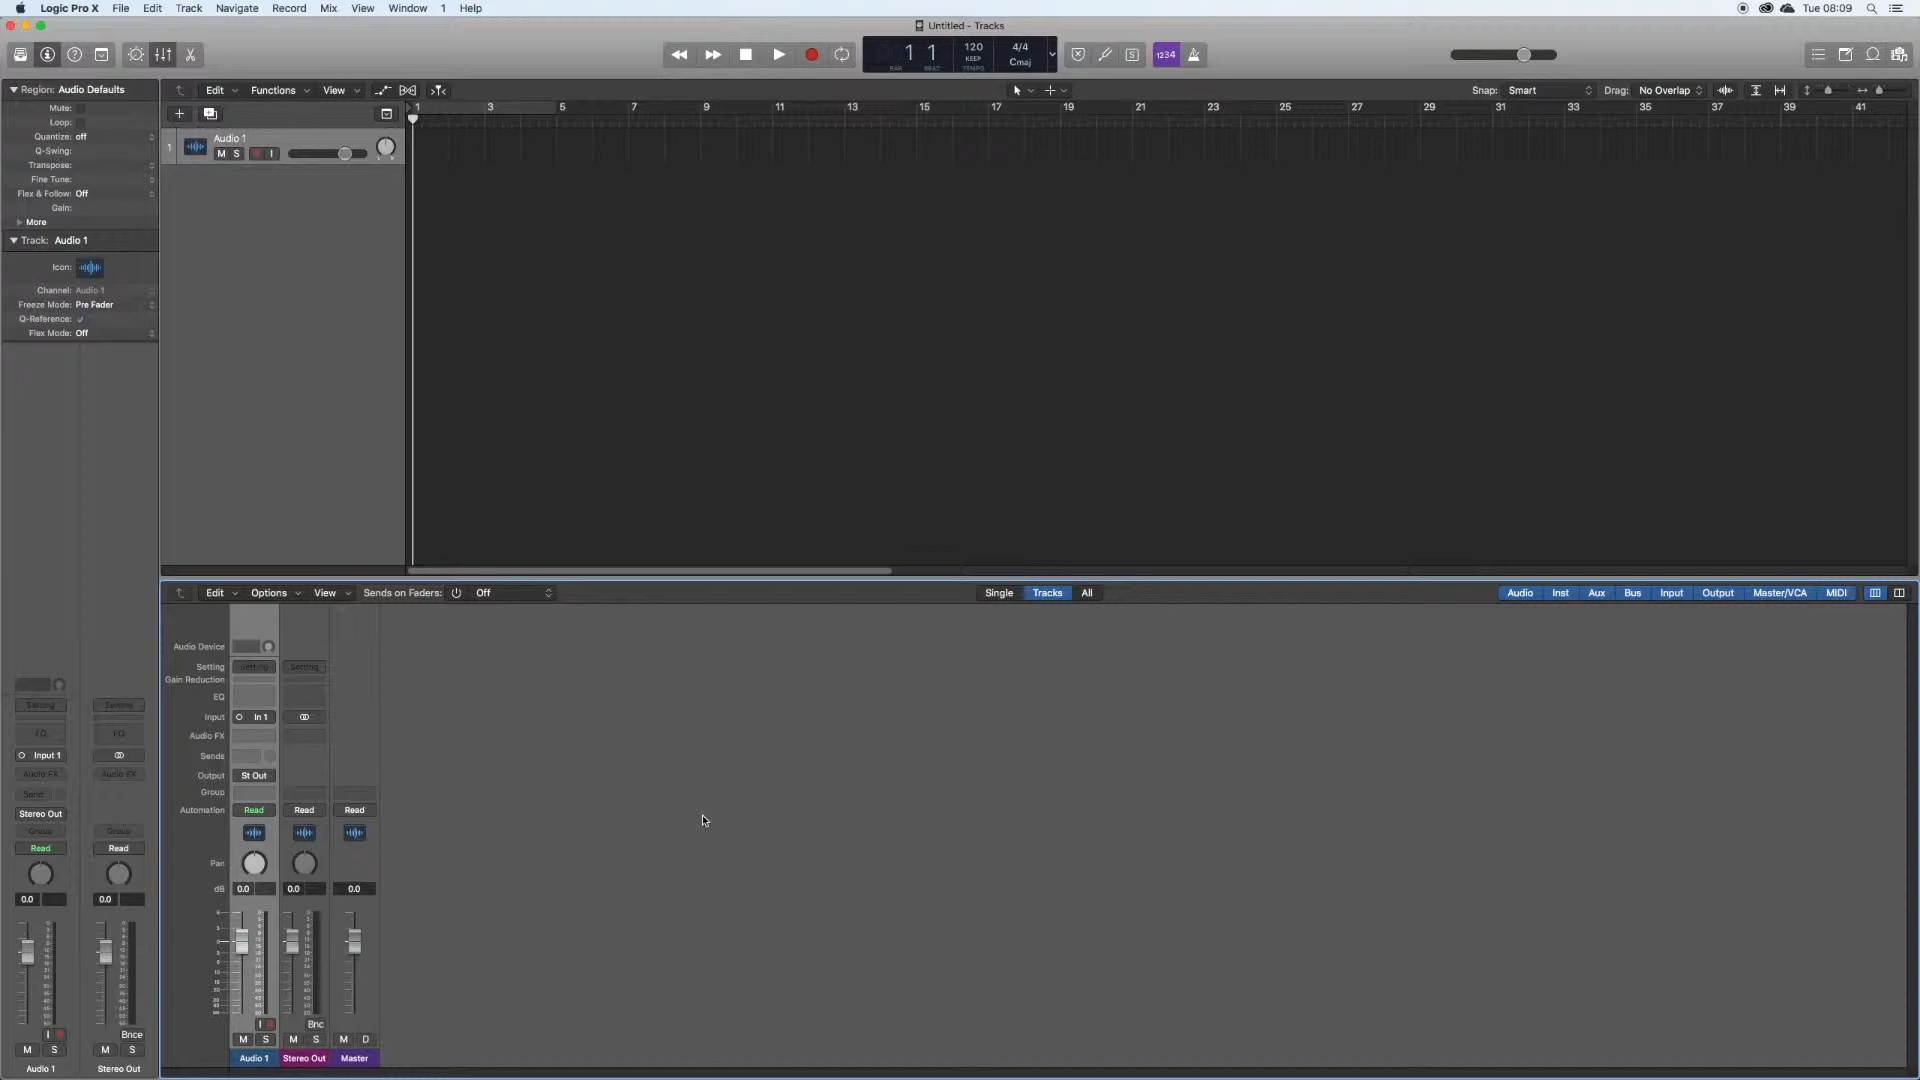 Logic Pro X File Edit Track Navigate Record Mix View Window 1 Help Tue 08:09
Untitled - Tracks
1 1 120 4/4
KEEP Cmaj
BAR BEAT TEMPO
S 1234
Region: Audio Defaults
Edit Functions View Snap: Smart Drag: No Overlap
Mute:
Loop:
Quantize: off
Q-Swing:
Transpose:
Fine Tune:
Flex & Follow: Off
Gain:
More
Track: Audio 1
Icon:
Channel: Audio 1
Freeze Mode: Pre Fader
Q-Reference:
Flex Mode: Off
1 3 5 7 9 11 13 15 17 19 21 23 25 27 29 31 33 35 37 39 41
1 Audio 1
M S R I
L R
Edit Options View Sends on Faders: Off Single Tracks All Audio Inst Aux Bus Input Output Master/VCA MIDI
Audio Device
Setting Setting Setting
Gain Reduction
EQ
Input In 1
Audio FX
Sends
Output St Out
Group
Automation Read Read Read
Pan
dB 0.0 0.0 0.0
I R Bnc
M S M S M D
Audio 1 Stereo Out Master
Setting Setting
EQ EQ
Input 1
Audio FX Audio FX
Send
Stereo Out
Group Group
Read Read
0.0 0.0
I R Bnce
M S M S
Audio 1 Stereo Out